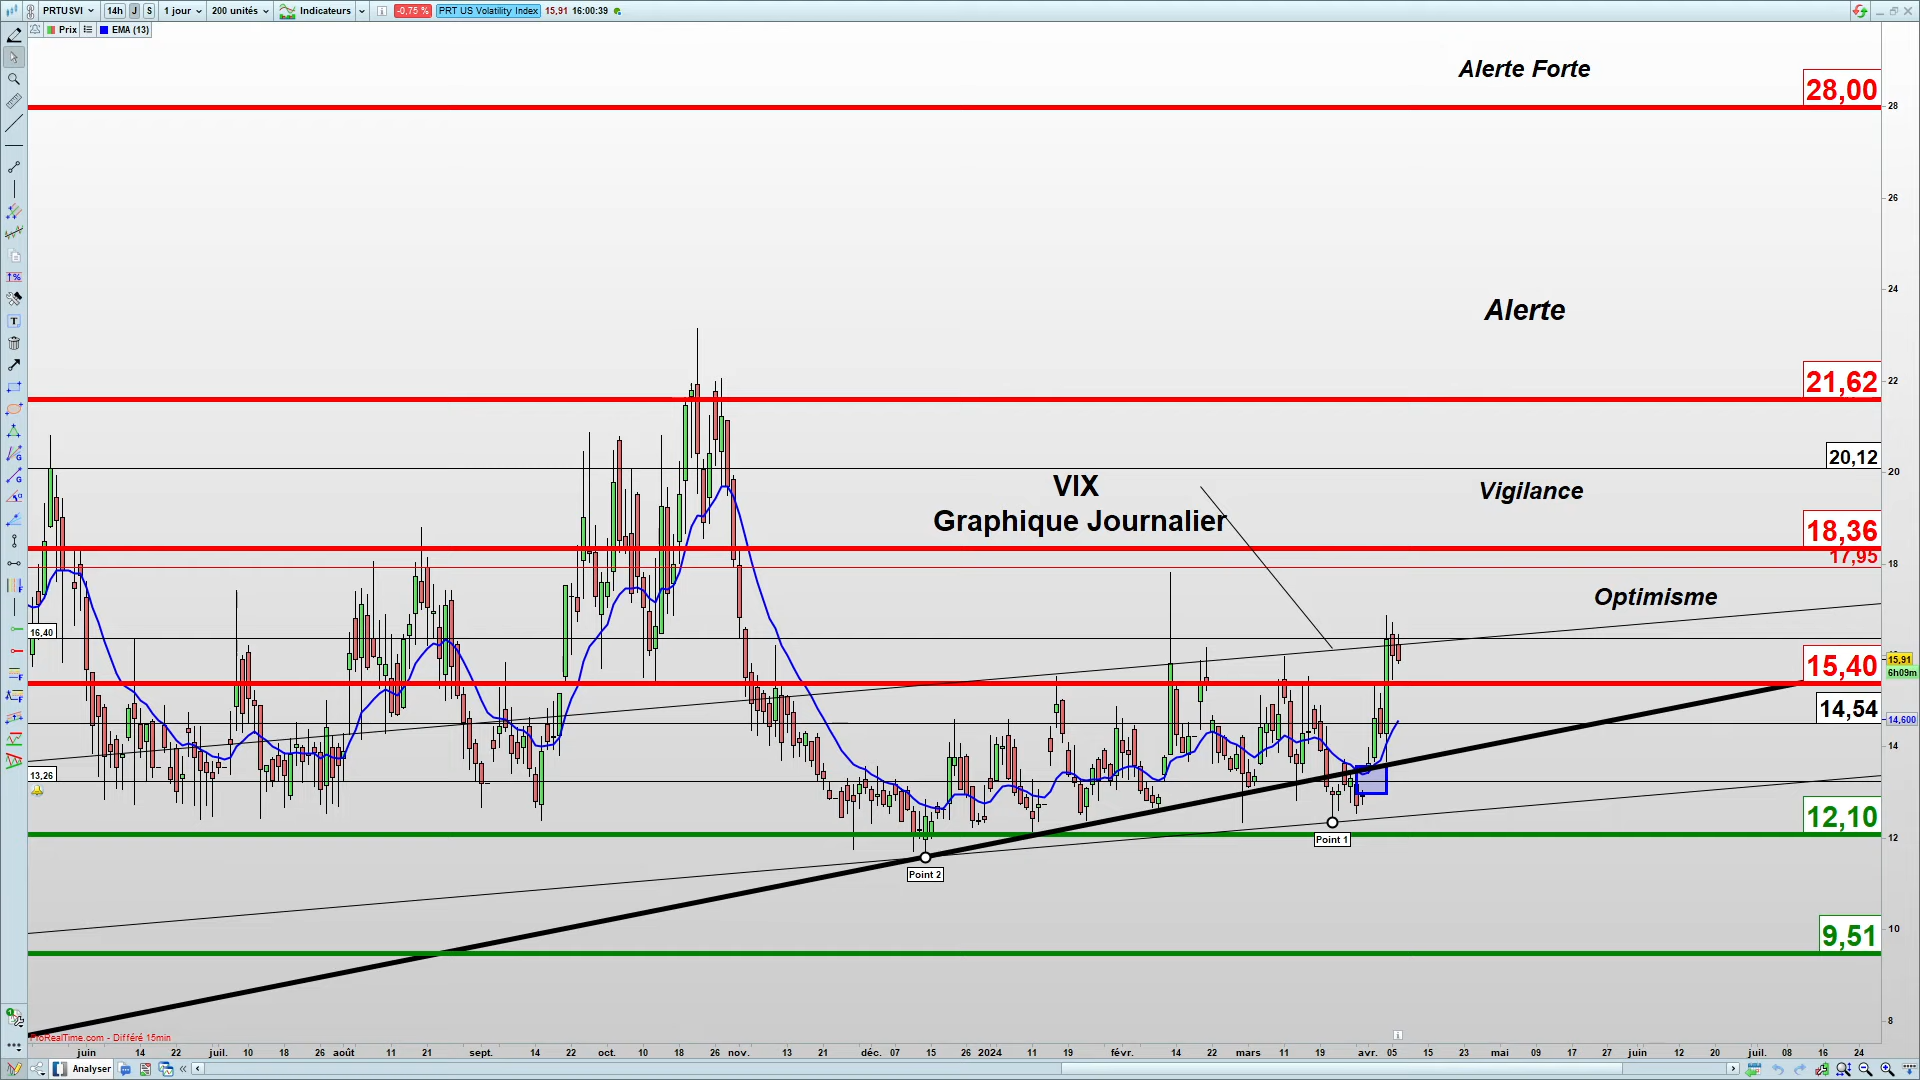 PRTUSVI 14h J S 1 jour 200 unités Indicateurs -0,75 % PRT US Volatility Index 15,91 16:00:39
Prix EMA (13)
Alerte Forte
28,00
28
26
24
Alerte
21,62
22
20,12
20
VIX
Graphique Journalier
Vigilance
18,36
17,95
18
Optimisme
16,40
15,91
6h09m
15,40
14,54
14,600
14
13,26
12,10
12
Point 1
Point 2
9,51
10
8
ProRealTime.com - Différé 15min
juin 14 22 juil. 10 18 26 août 11 21 sept. 14 22 oct. 10 18 26 nov. 13 21 déc. 07 15 26 2024 11 19 févr. 14 22 mars 11 19 avr. 05 15 23 mai 09 17 27 juin 12 20 juil. 08 16 24
Analyser